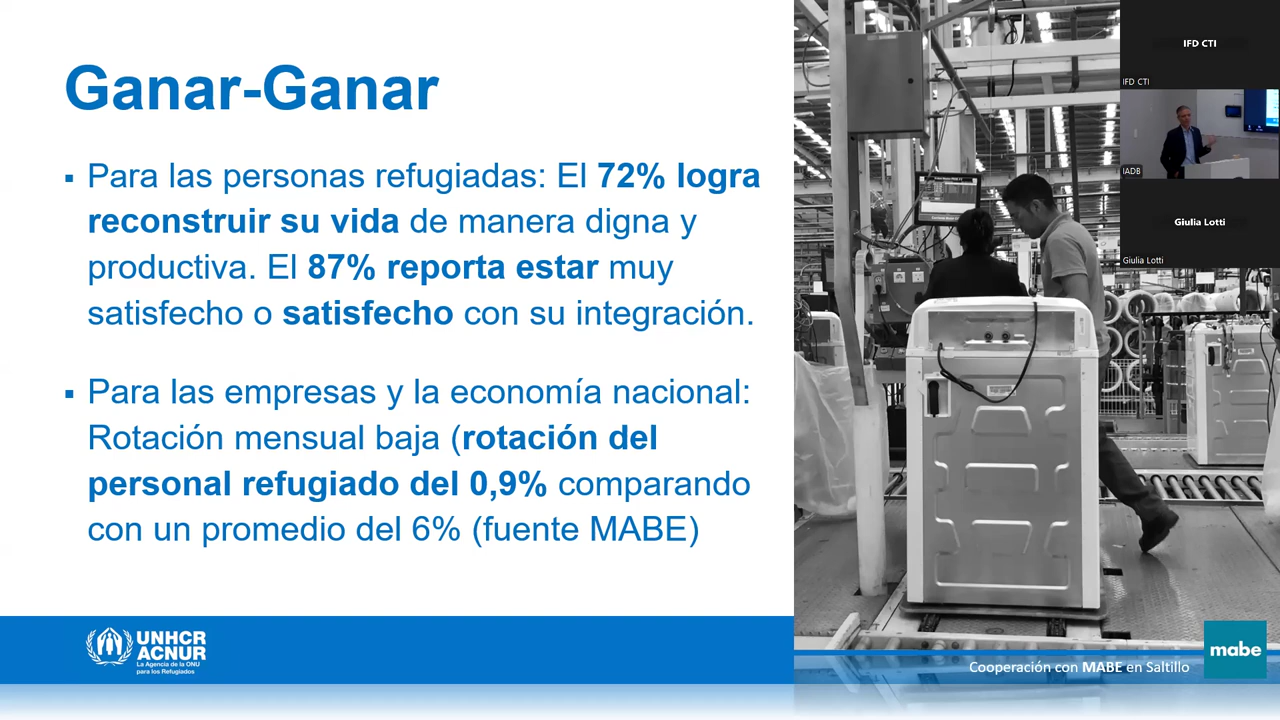 Ganar-Ganar
▪ Para las personas refugiadas: El 72% logra
reconstruir su vida de manera digna y
productiva. El 87% reporta estar muy
satisfecho o satisfecho con su integración.
▪ Para las empresas y la economía nacional:
Rotación mensual baja (rotación del
personal refugiado del 0,9% comparando
con un promedio del 6% (fuente MABE)
UNHCR
ACNUR
La Agencia de la ONU
para los Refugiados
IFD CTI
IFD CTI
IADB
Giulia Lotti
Giulia Lotti
Cooperación con MABE en Saltillo
mabe